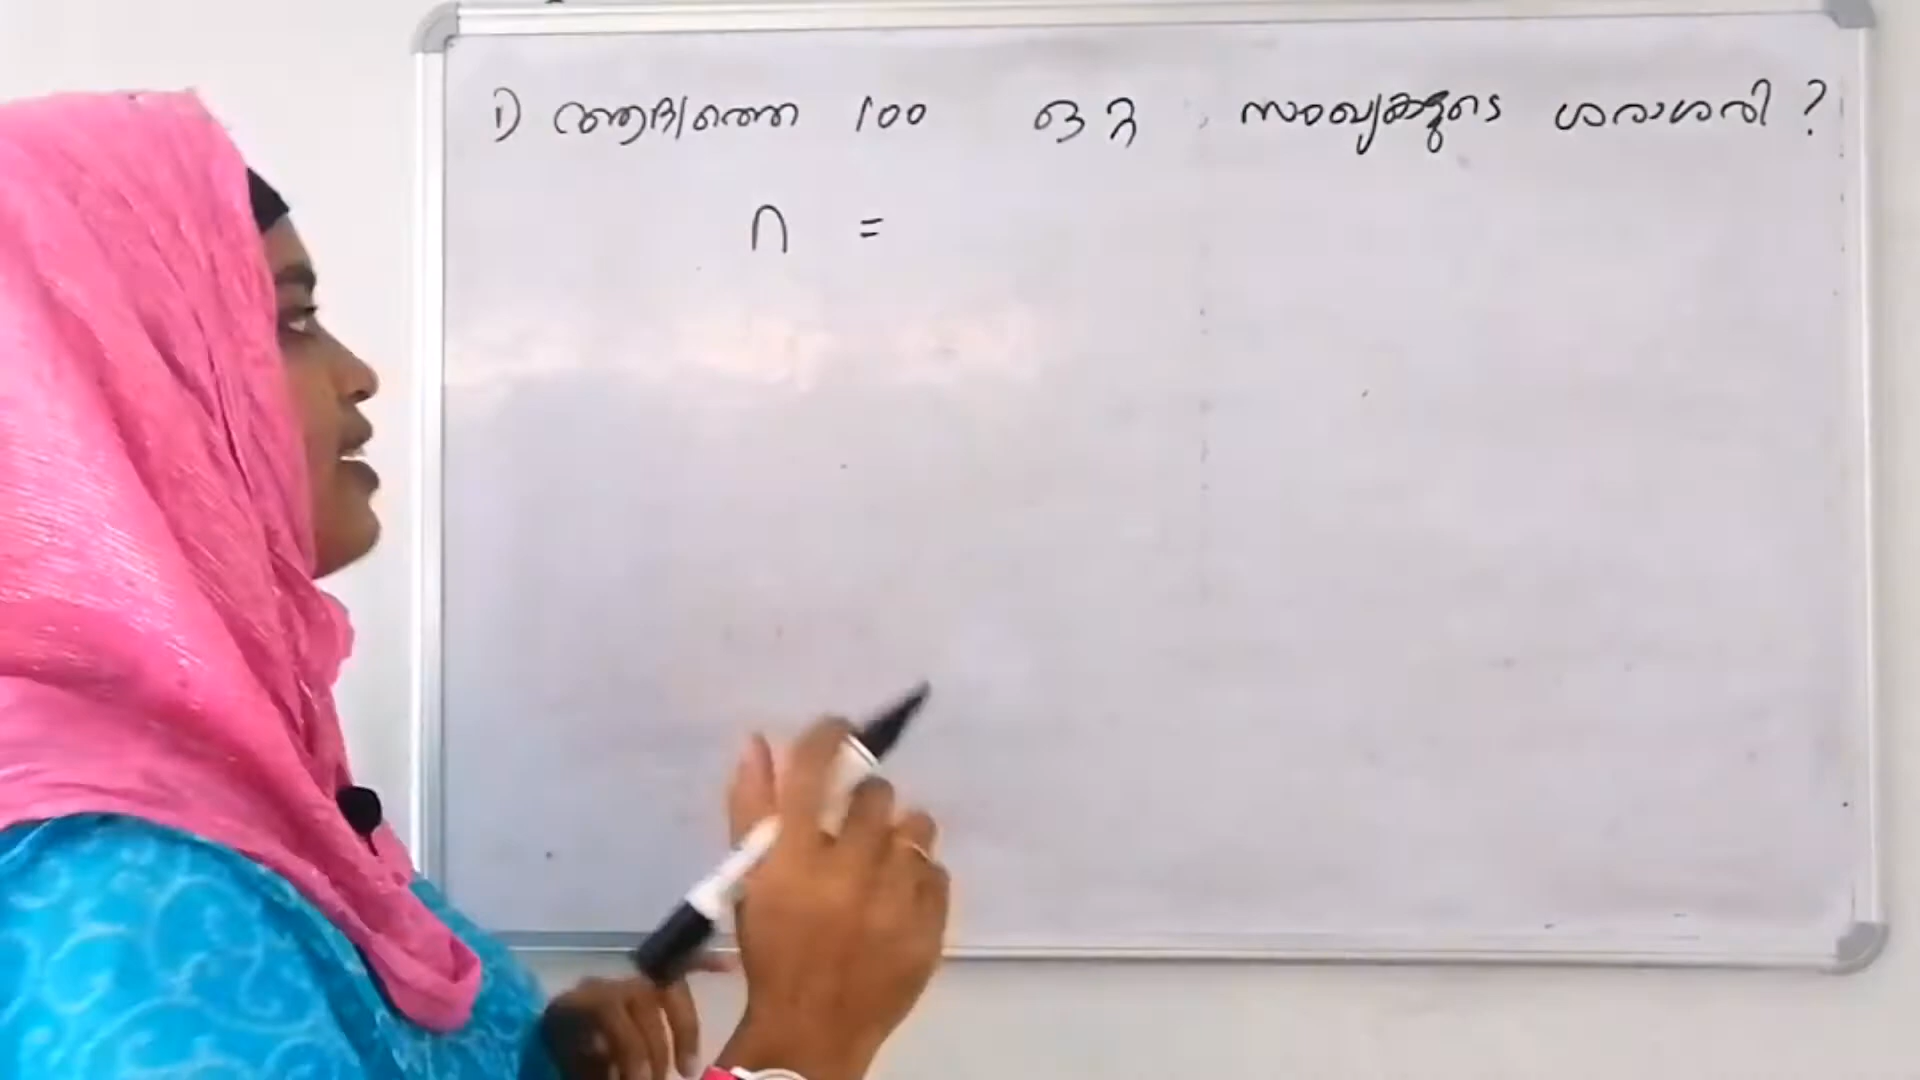 1) ആദ്യത്തെ 100 ഒറ്റ സംഖ്യകളുടെ ശരാശരി ?
n =